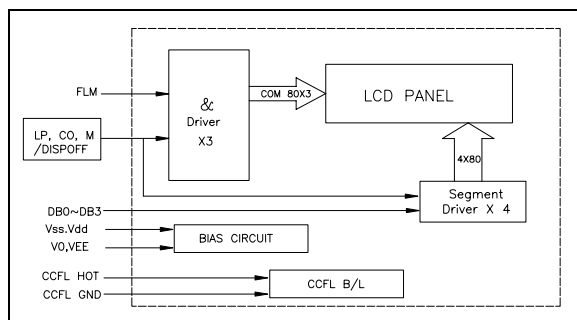 FLM
LP, CO, M
/DISPOFF
&
Driver
X3
COM 80X3
LCD PANEL
4X80
Segment
Driver X 4
DB0~DB3
Vss.Vdd
V0,VEE
BIAS CIRCUIT
CCFL HOT
CCFL GND
CCFL B/L